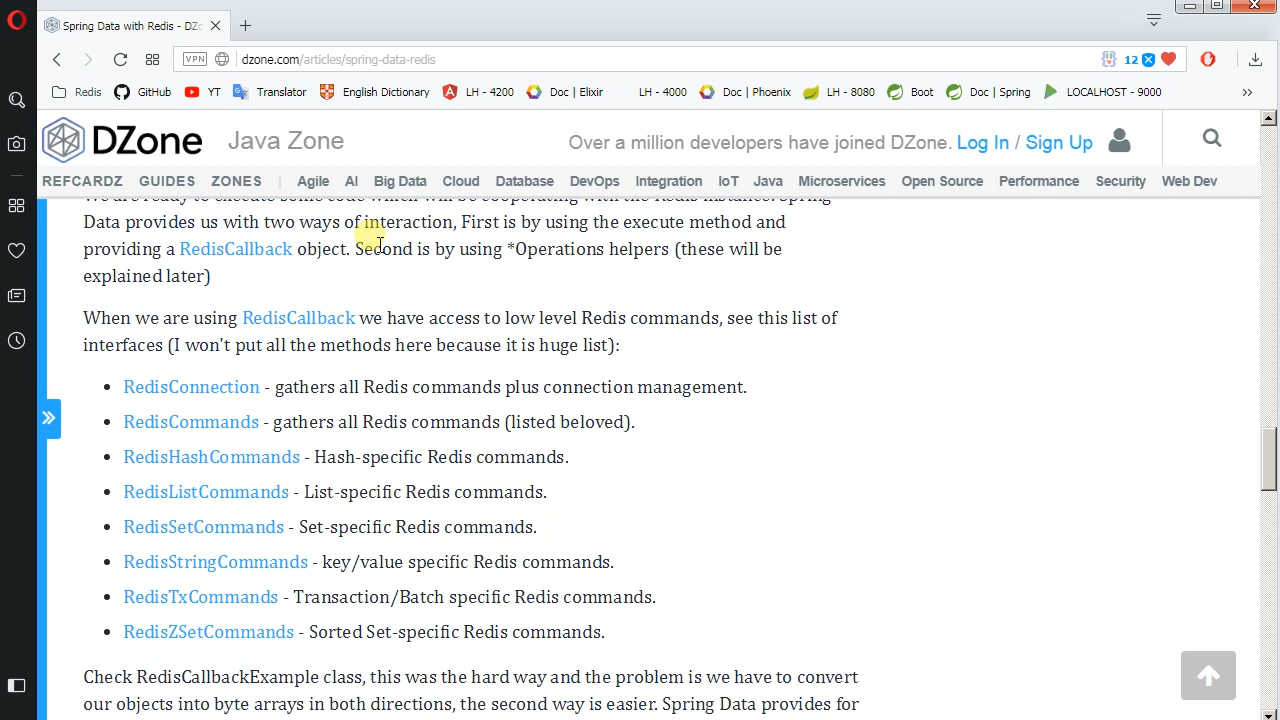 Spring Data with Redis - DZo
VPN
dzone.com/articles/spring-data-redis
12
Redis GitHub YT Translator English Dictionary LH - 4200 Doc | Elixir LH - 4000 Doc | Phoenix LH - 8080 Boot Doc | Spring LOCALHOST - 9000
DZone Java Zone Over a million developers have joined DZone. Log In / Sign Up
REFCARDZ GUIDES ZONES | Agile AI Big Data Cloud Database DevOps Integration IoT Java Microservices Open Source Performance Security Web Dev
We are ready to execute some code which will be cooperating with the Redis instance. Spring
Data provides us with two ways of interaction, First is by using the execute method and
providing a RedisCallback object. Second is by using *Operations helpers (these will be
explained later)
When we are using RedisCallback we have access to low level Redis commands, see this list of
interfaces (I won't put all the methods here because it is huge list):
• RedisConnection - gathers all Redis commands plus connection management.
• RedisCommands - gathers all Redis commands (listed beloved).
• RedisHashCommands - Hash-specific Redis commands.
• RedisListCommands - List-specific Redis commands.
• RedisSetCommands - Set-specific Redis commands.
• RedisStringCommands - key/value specific Redis commands.
• RedisTxCommands - Transaction/Batch specific Redis commands.
• RedisZSetCommands - Sorted Set-specific Redis commands.
Check RedisCallbackExample class, this was the hard way and the problem is we have to convert
our objects into byte arrays in both directions, the second way is easier. Spring Data provides for